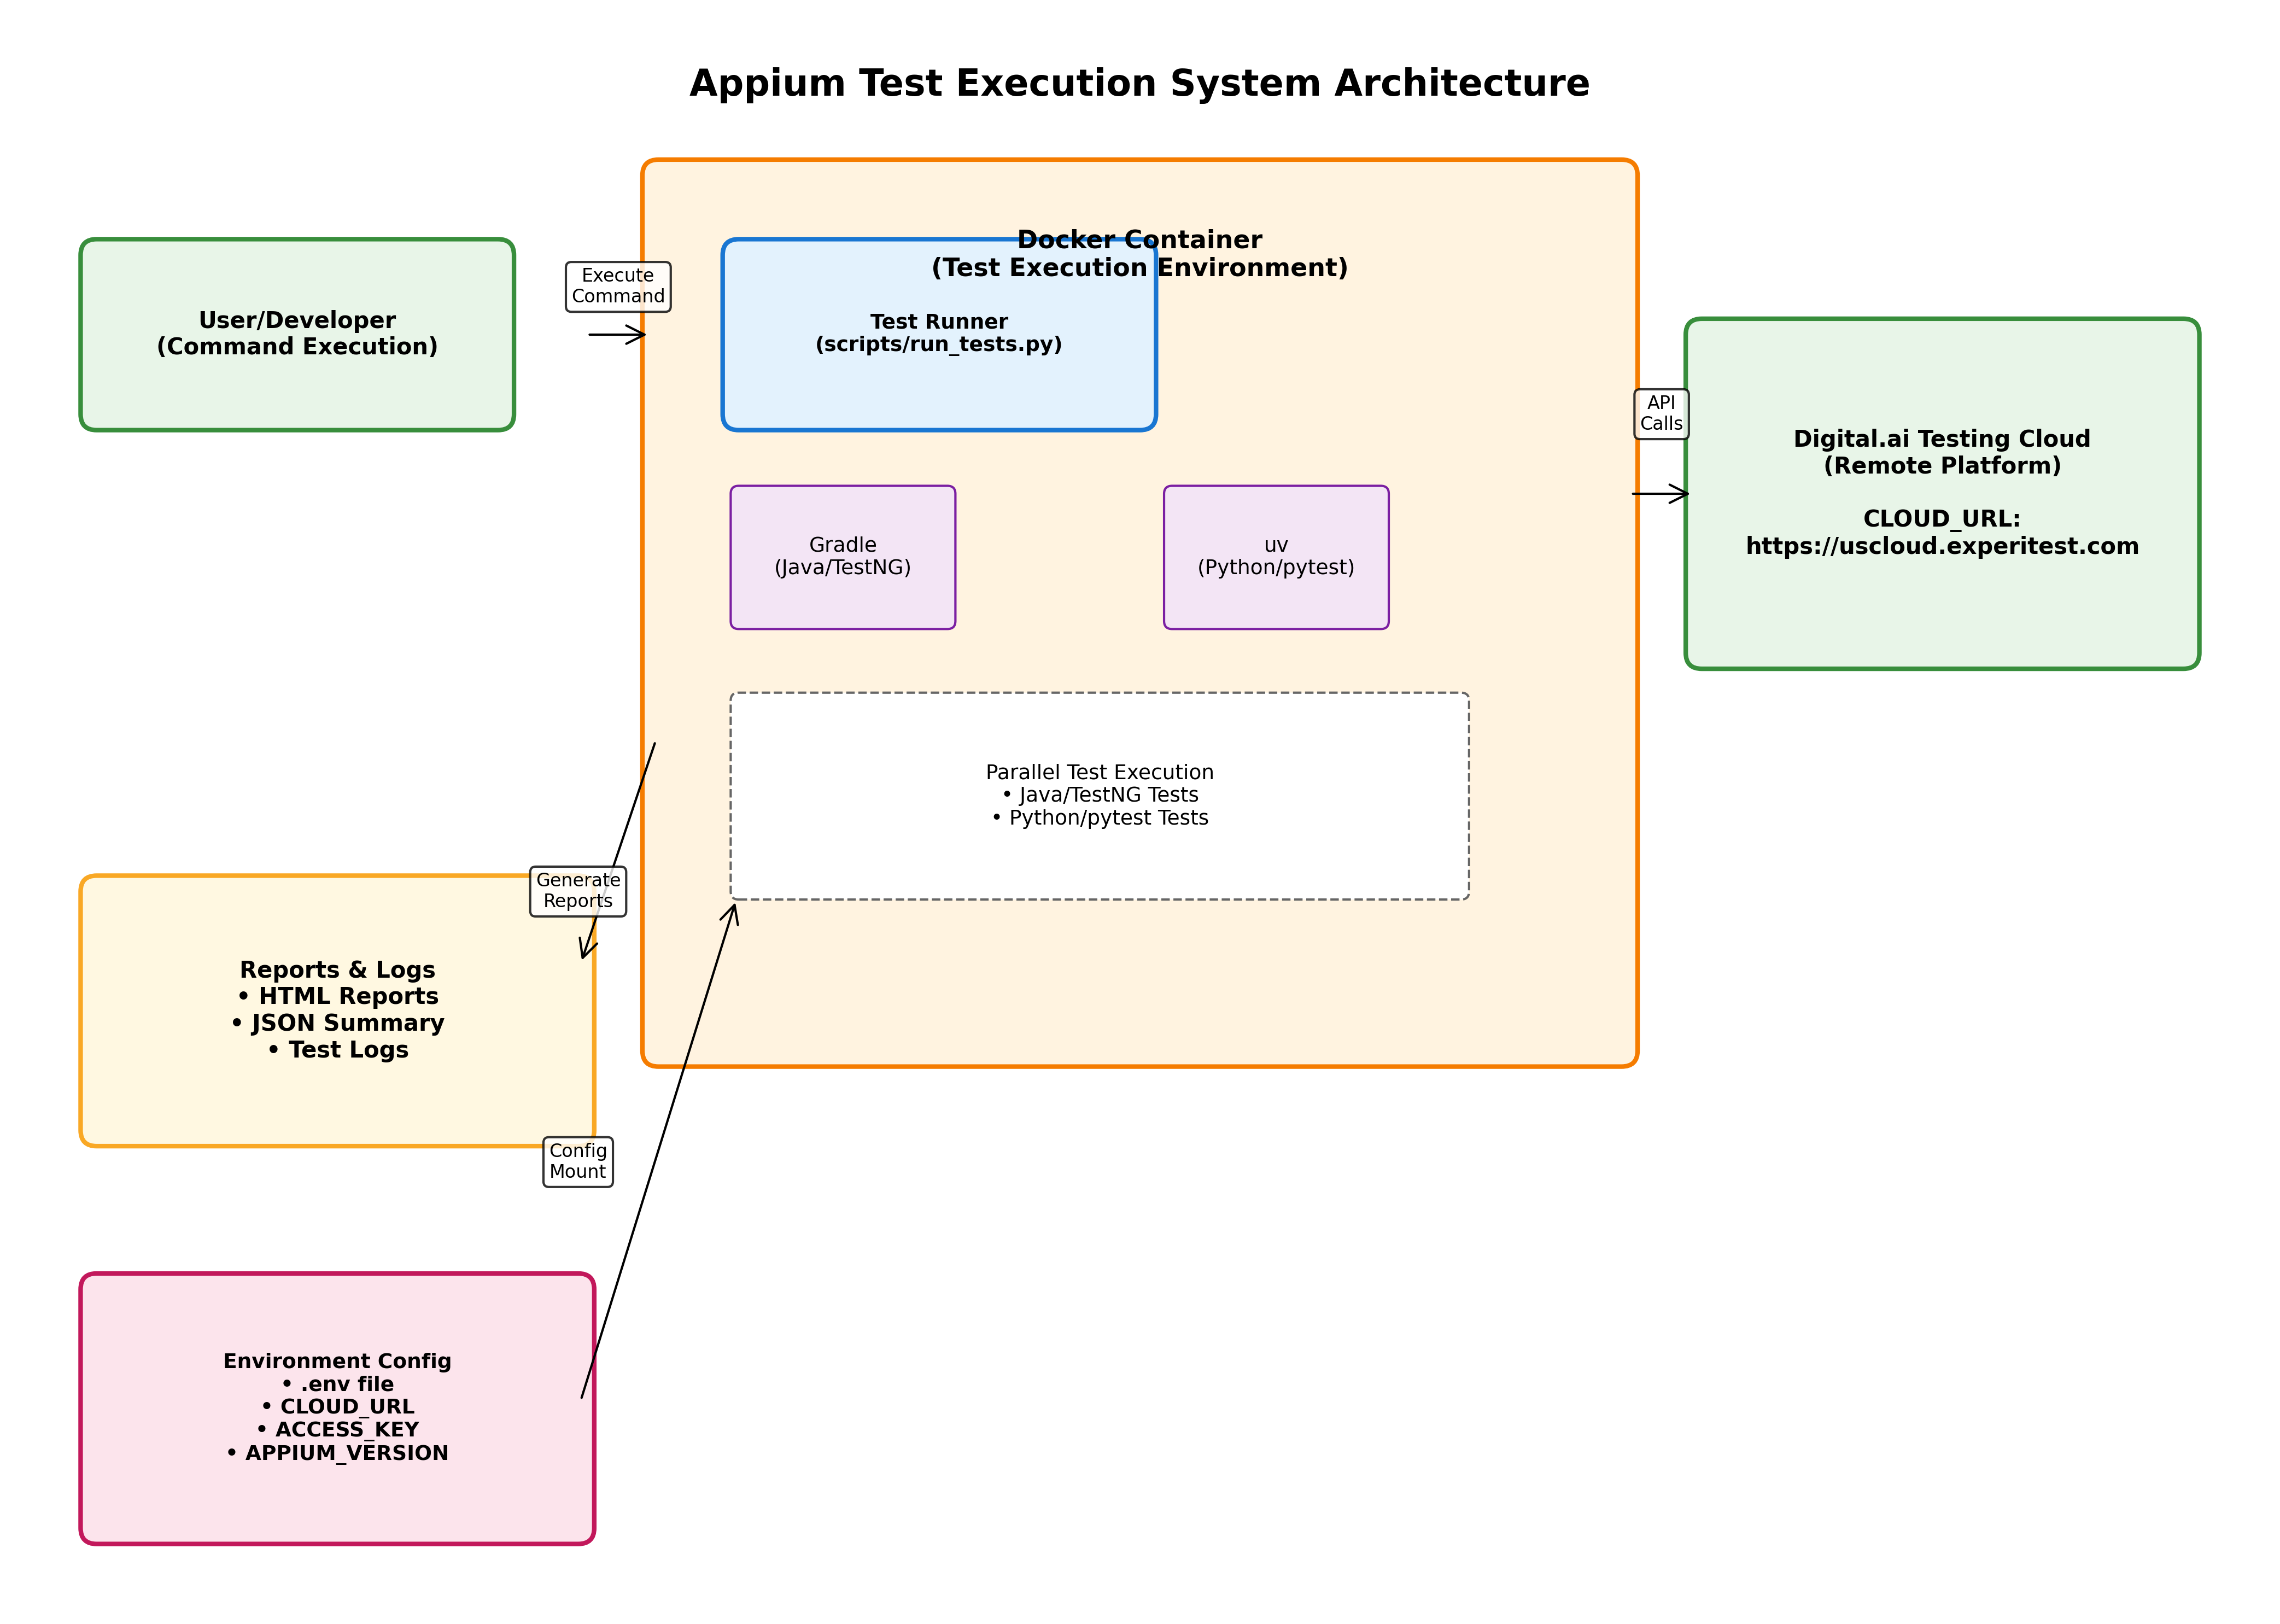 Appium Test Execution System Architecture
Docker Container
(Test Execution Environment)
Execute
Command
User/Developer
(Command Execution)
Test Runner
(scripts/run_tests.py)
API
Calls
Digital.ai Testing Cloud
(Remote Platform)
CLOUD_URL:
https://uscloud.experitest.com
Gradle
(Java/TestNG)
uv
(Python/pytest)
Parallel Test Execution
• Java/TestNG Tests
• Python/pytest Tests
Generate
Reports
Reports & Logs
• HTML Reports
• JSON Summary
• Test Logs
Config
Mount
Environment Config
• .env file
• CLOUD_URL
• ACCESS_KEY
• APPIUM_VERSION